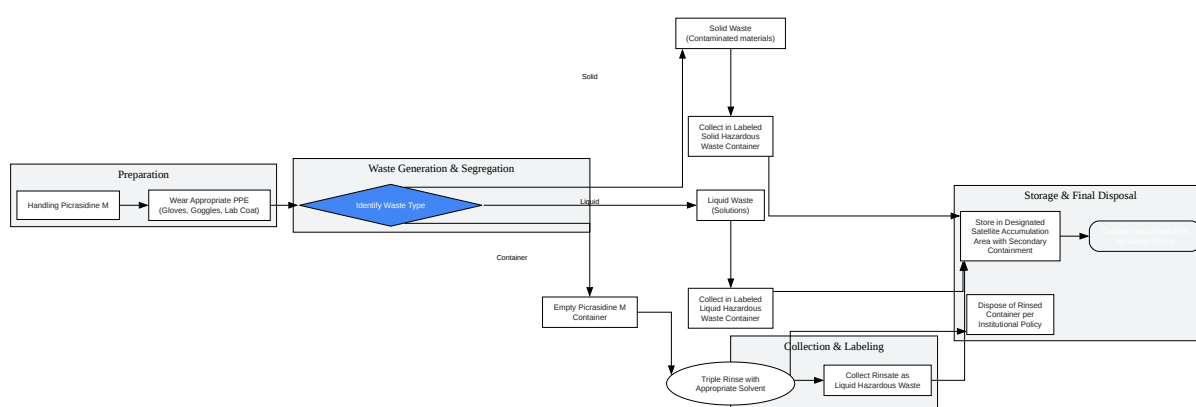 Solid Waste
(Contaminated materials)
Solid
Collect in Labeled
Solid Hazardous
Waste Container
Preparation
Handling Picrasidine M
Wear Appropriate PPE
(Gloves, Goggles, Lab Coat)
Waste Generation & Segregation
Identify Waste Type
Liquid
Liquid Waste
(Solutions)
Container
Empty Picrasidine M
Container
Collect in Labeled
Liquid Hazardous
Waste Container
Collection & Labeling
Triple Rinse with
Appropriate Solvent
Collect Rinsate as
Liquid Hazardous Waste
Storage & Final Disposal
Store in Designated
Satellite Accumulation
Area with Secondary
Containment
Dispose of Rinsed
Container per
Institutional Policy